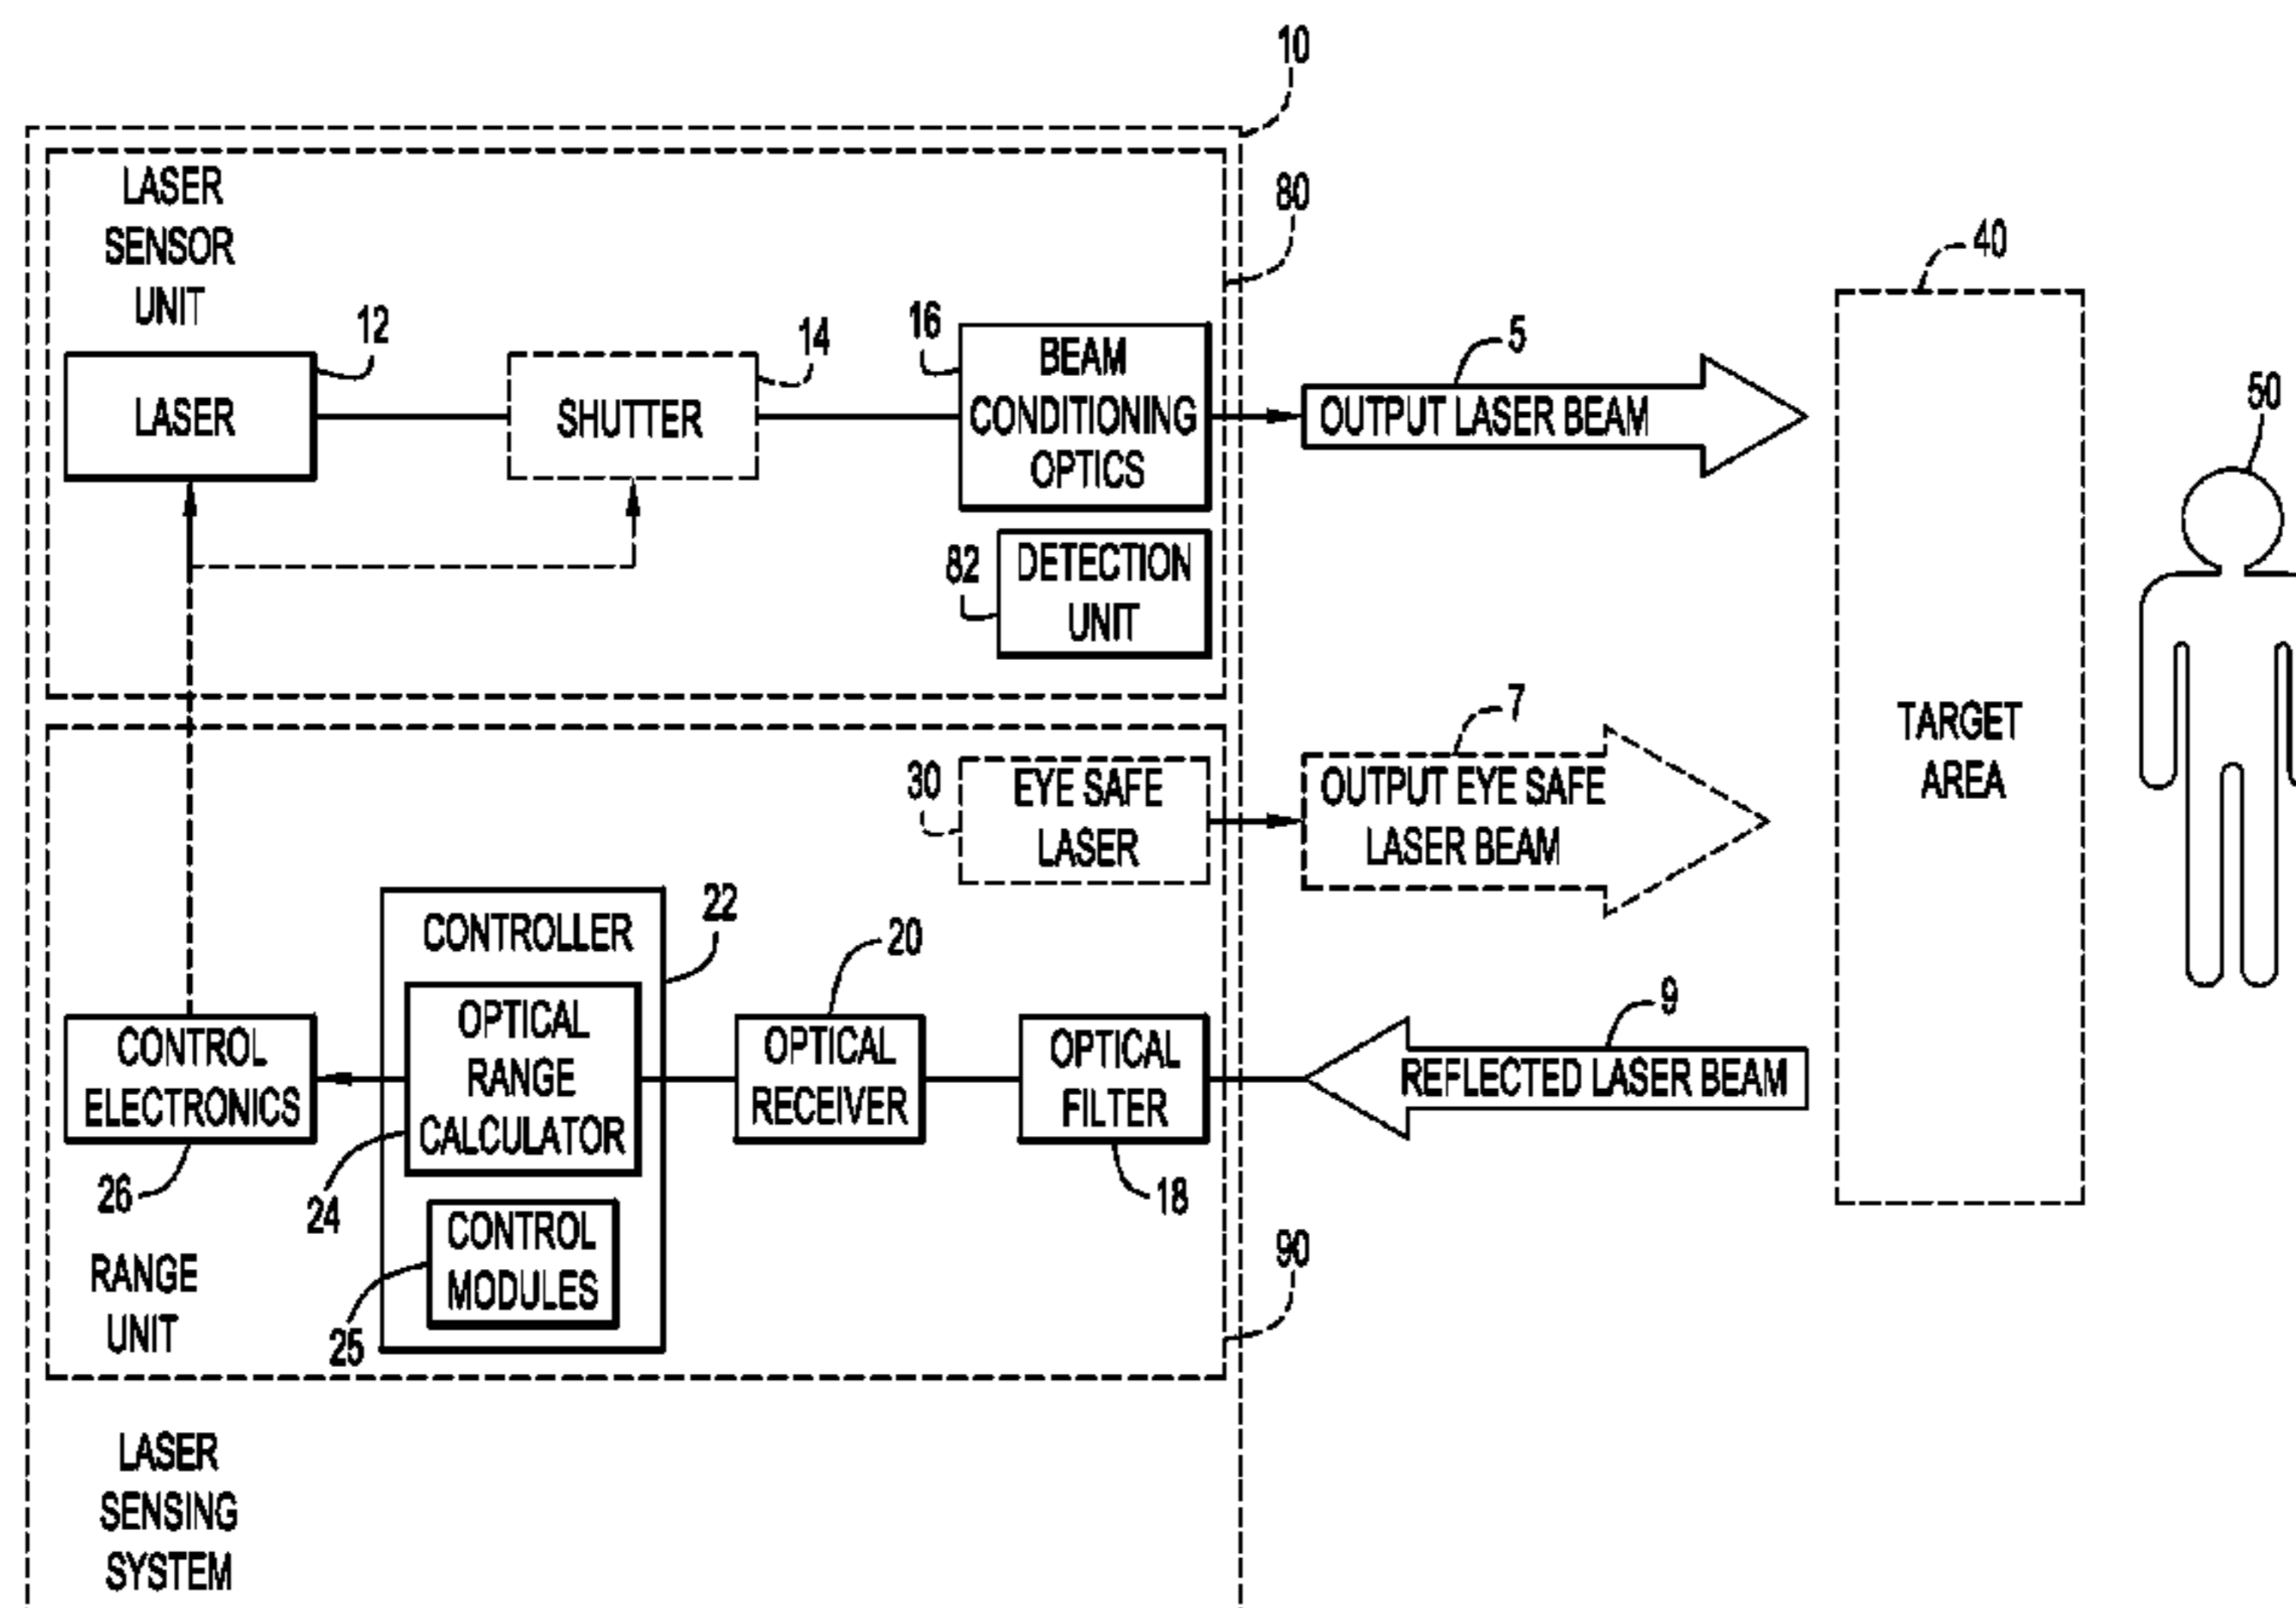 10
LASER
SENSOR
UNIT
80
40
12
14
16
5
50
LASER
SHUTTER
BEAM
CONDITIONING
OPTICS
OUTPUT LASER BEAM
82
DETECTION
UNIT
7
TARGET
AREA
30
EYE SAFE
LASER
OUTPUT EYE SAFE
LASER BEAM
22
CONTROLLER
20
9
CONTROL
ELECTRONICS
OPTICAL
RANGE
CALCULATOR
OPTICAL
RECEIVER
OPTICAL
FILTER
REFLECTED LASER BEAM
26
24
18
CONTROL
MODULES
25
90
RANGE
UNIT
LASER
SENSING
SYSTEM